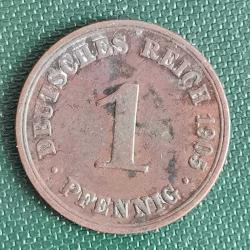 DEUTSCHES REICH 1905
1
PFENNIG